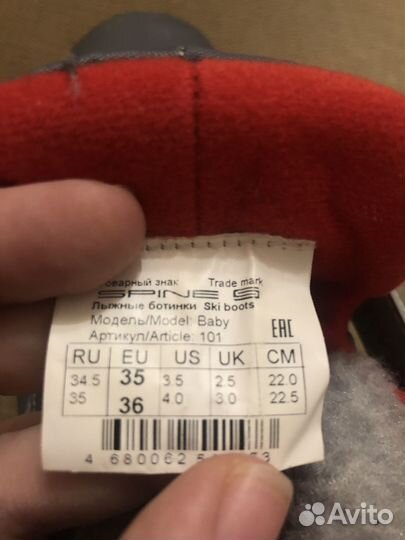 оварный знак Trade mark
SPINE
Лыжные ботинки Ski boots
Модель/Model: Baby
Артикул/Article: 101
EAC
RU EU US UK CM
34.5 35 3.5 2.5 22.0
35 36 4.0 3.0 22.5
4 680062 5 53
Avito